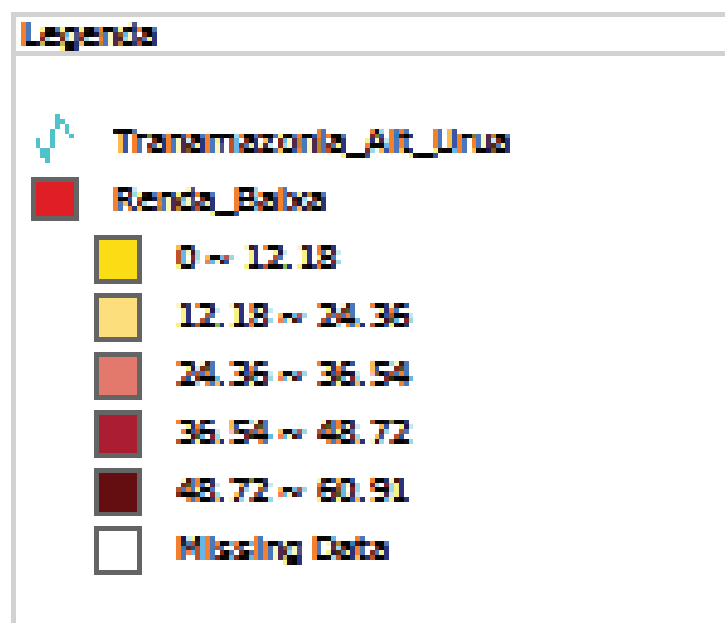 Legenda
Tranamazonia_Alt_Urua
Renda_Baixa
0 ~ 12.18
12.18 ~ 24.36
24.36 ~ 36.54
36.54 ~ 48.72
48.72 ~ 60.91
Missing Data